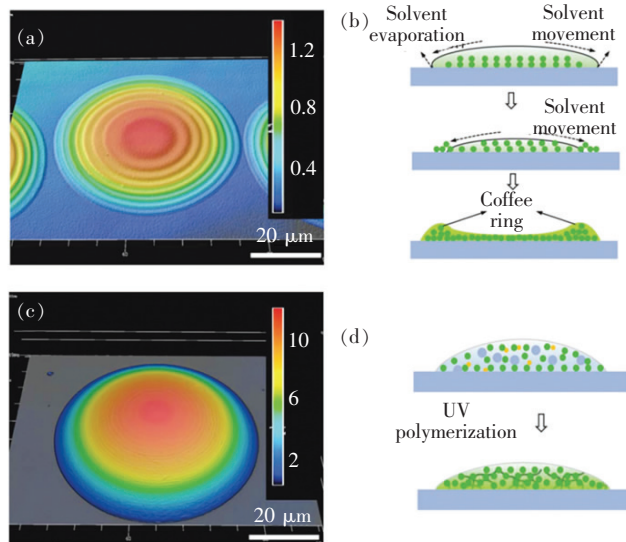 (a)
1.2
0.8
0.4
20 μm
(b)
Solvent
evaporation
Solvent
movement
Solvent
movement
Coffee
ring
(c)
10
6
2
20 μm
(d)
UV
polymerization